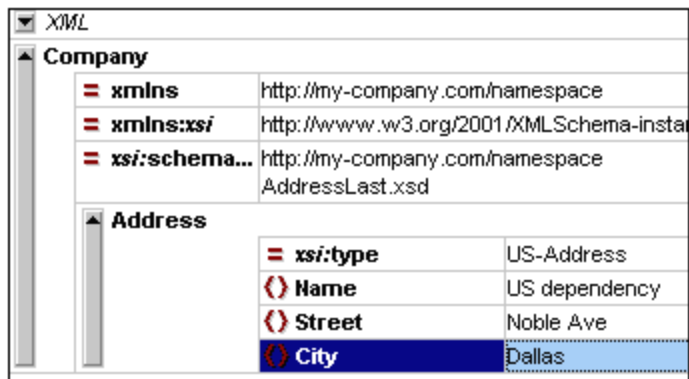 XML
Company
= xmlns http://my-company.com/namespace
= xmlns:xsi http://www.w3.org/2001/XMLSchema-instar
= xsi:schema... http://my-company.com/namespace
AddressLast.xsd
Address
= xsi:type US-Address
() Name US dependency
() Street Noble Ave
() City Dallas